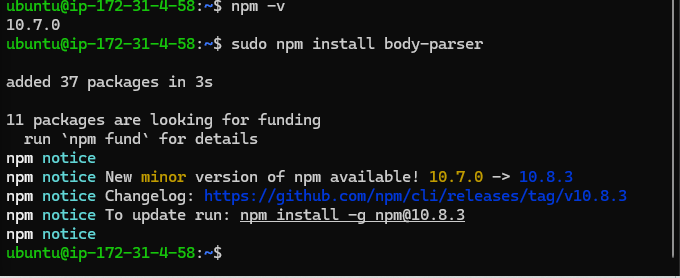 ubuntu@ip-172-31-4-58:~$ npm -v
10.7.0
ubuntu@ip-172-31-4-58:~$ sudo npm install body-parser
added 37 packages in 3s
11 packages are looking for funding
  run `npm fund` for details
npm notice
npm notice New minor version of npm available! 10.7.0 -> 10.8.3
npm notice Changelog: https://github.com/npm/cli/releases/tag/v10.8.3
npm notice To update run: npm install -g npm@10.8.3
npm notice
ubuntu@ip-172-31-4-58:~$